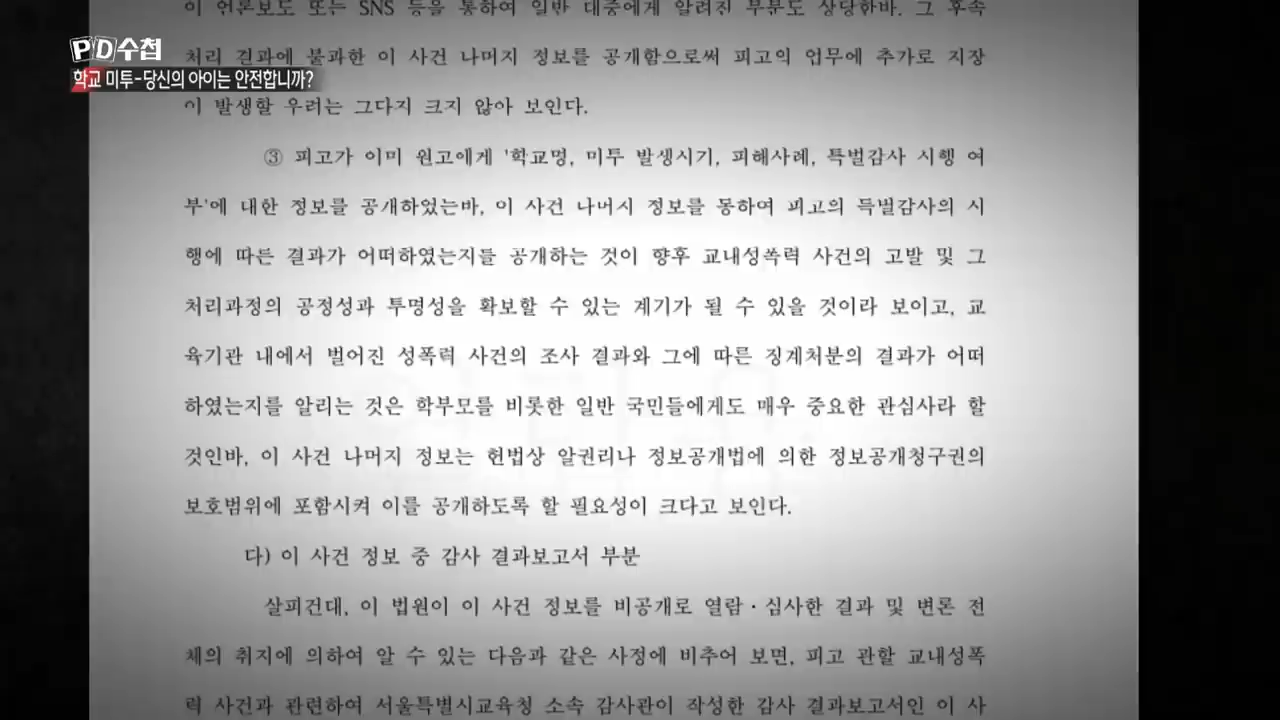 이 언론보도 또는 SNS 등을 통하여 일반 대중에게 알려진 부분도 상당한바, 그 후속
PD수첩
처리 결과에 불과한 이 사건 나머지 정보를 공개함으로써 피고의 업무에 추가로 지장
학교 미투-당신의 아이는 안전합니까?
이 발생할 우려는 그다지 크지 않아 보인다.
③ 피고가 이미 원고에게 '학교명, 미투 발생시기, 피해사례, 특별감사 시행 여
부'에 대한 정보를 공개하였는바, 이 사건 나머지 정보를 통하여 피고의 특별감사의 시
행에 따른 결과가 어떠하였는지를 공개하는 것이 향후 교내성폭력 사건의 고발 및 그
처리과정의 공정성과 투명성을 확보할 수 있는 계기가 될 수 있을 것이라 보이고, 교
육기관 내에서 벌어진 성폭력 사건의 조사 결과와 그에 따른 징계처분의 결과가 어떠
하였는지를 알리는 것은 학부모를 비롯한 일반 국민들에게도 매우 중요한 관심사라 할
것인바, 이 사건 나머지 정보는 헌법상 알권리나 정보공개법에 의한 정보공개청구권의
보호범위에 포함시켜 이를 공개하도록 할 필요성이 크다고 보인다.
다) 이 사건 정보 중 감사 결과보고서 부분
살피건대, 이 법원이 이 사건 정보를 비공개로 열람·심사한 결과 및 변론 전
체의 취지에 의하여 알 수 있는 다음과 같은 사정에 비추어 보면, 피고 관할 교내성폭
력 사건과 관련하여 서울특별시교육청 소속 감사관이 작성한 감사 결과보고서인 이 사